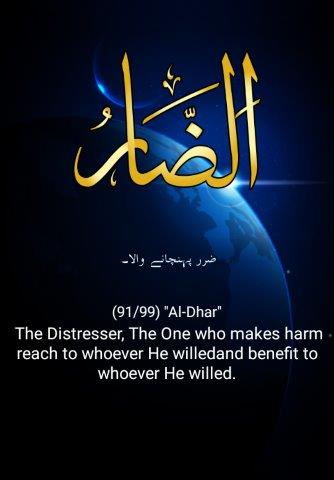 الضَّارُ
ضرر پہنچانے والا۔
(91/99) "Al-Dhar"
The Distresser, The One who makes harm
reach to whoever He willedand benefit to
whoever He willed.